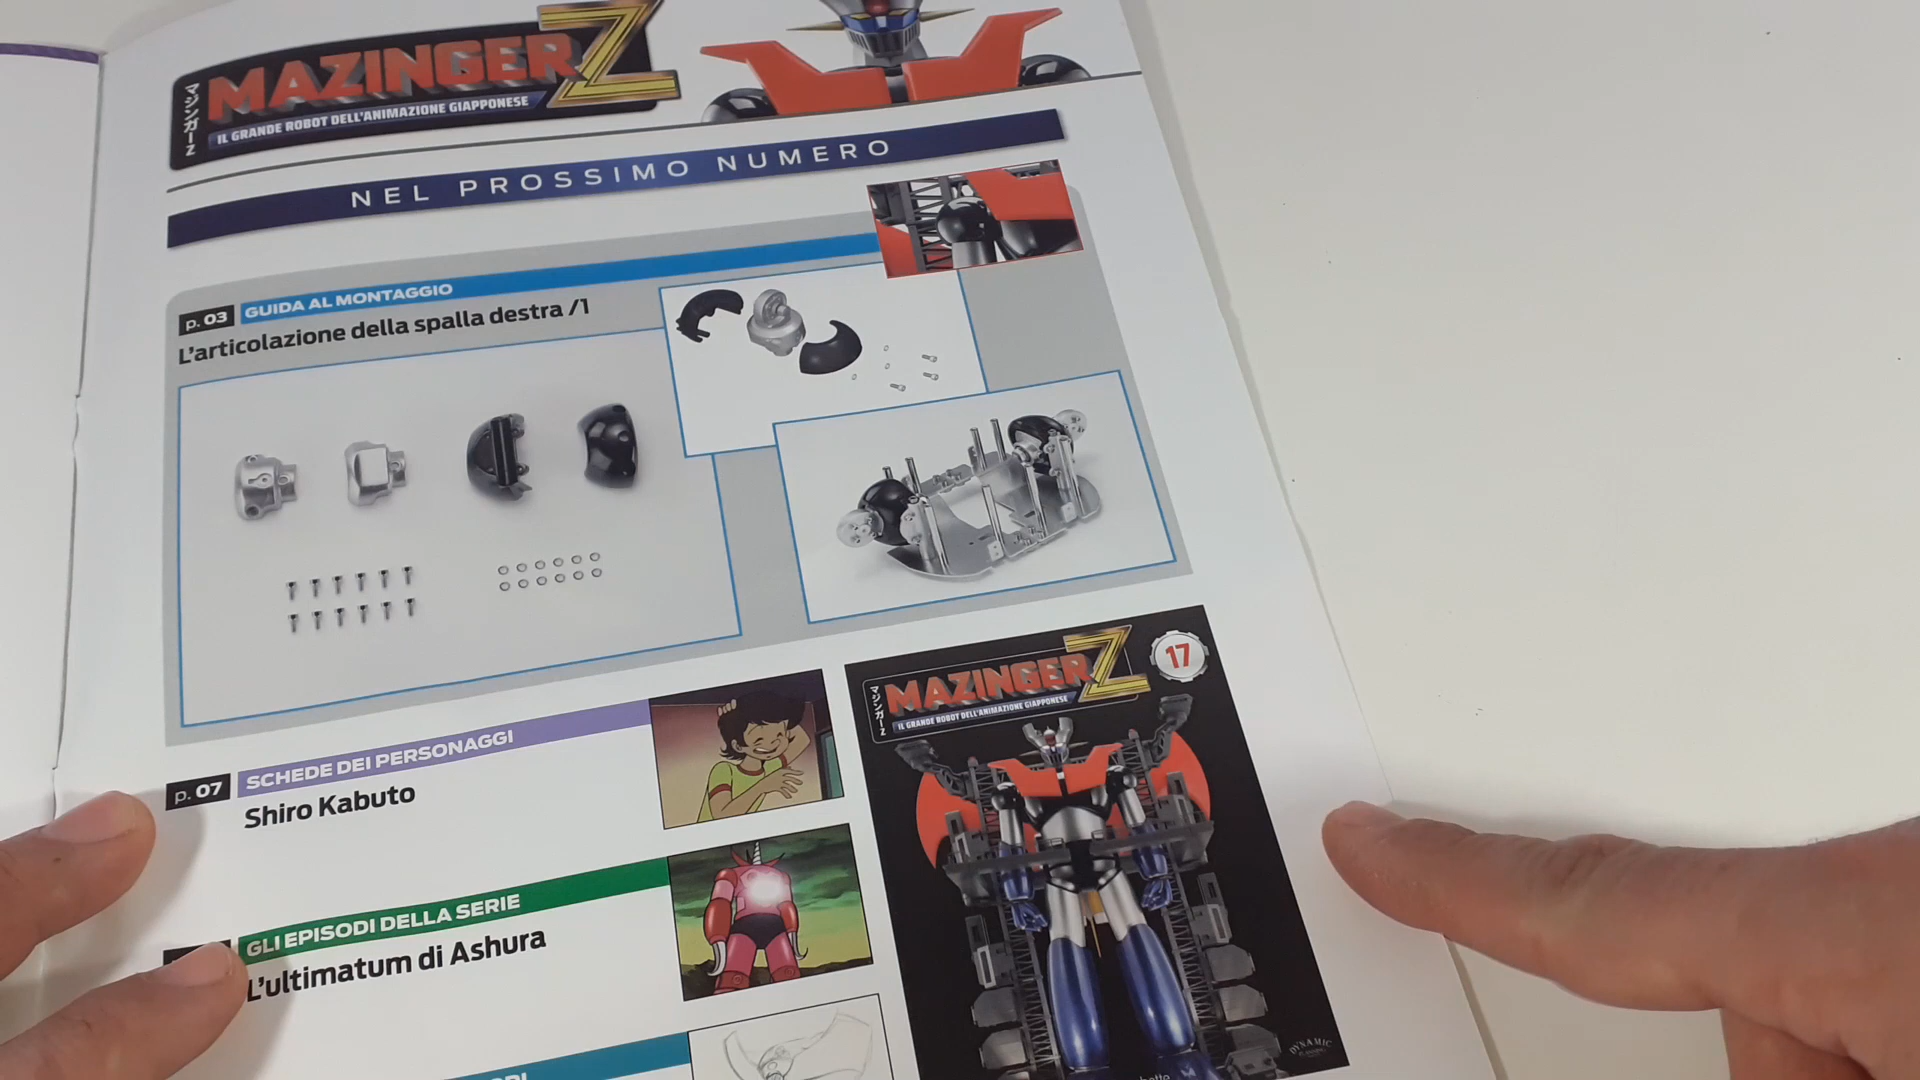 マジンガーZ
MAZINGER Z
IL GRANDE ROBOT DELL'ANIMAZIONE GIAPPONESE
NEL PROSSIMO NUMERO
p. 03 GUIDA AL MONTAGGIO
L'articolazione della spalla destra /1
p. 07 SCHEDE DEI PERSONAGGI
Shiro Kabuto
GLI EPISODI DELLA SERIE
L'ultimatum di Ashura
17
マジンガーZ
MAZINGER Z
IL GRANDE ROBOT DELL'ANIMAZIONE GIAPPONESE
DYNAMIC